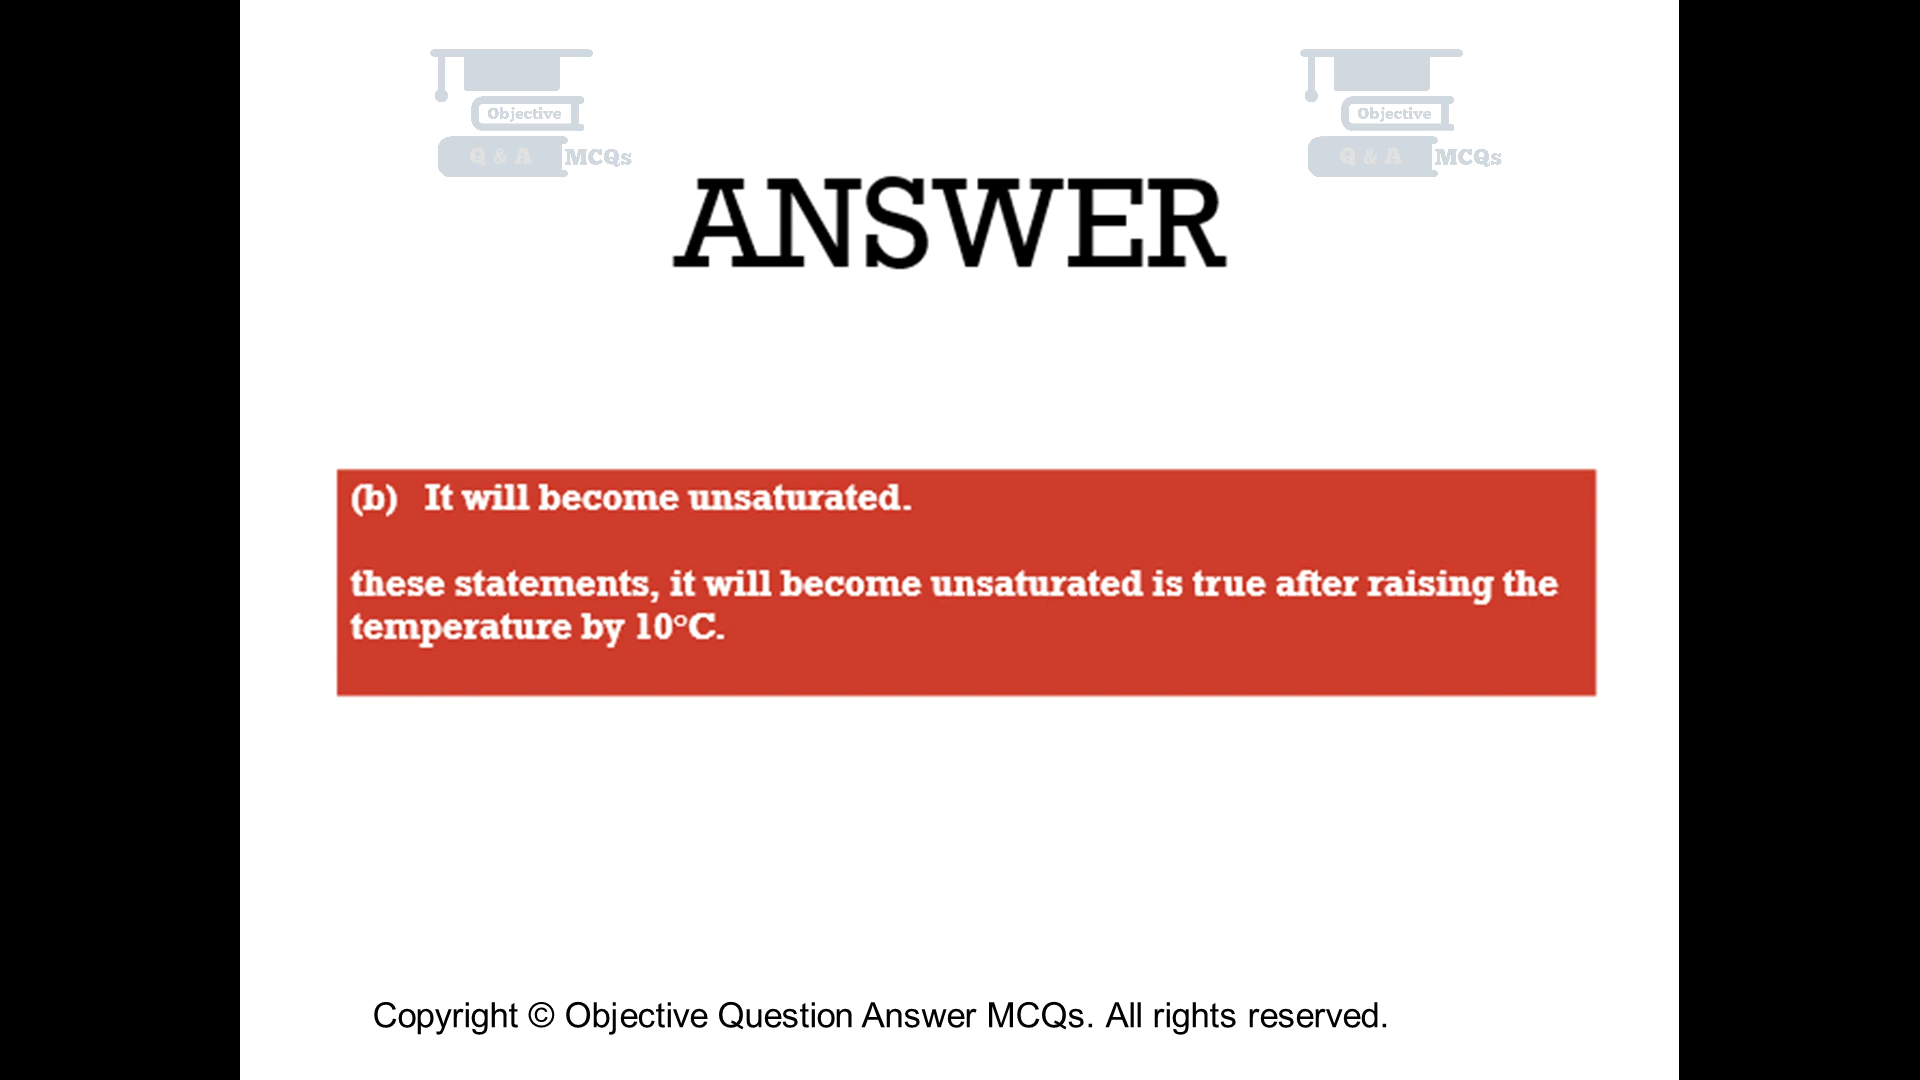 Objective
Q & A MCQs
Objective
Q & A MCQs
ANSWER
(b) It will become unsaturated.
these statements, it will become unsaturated is true after raising the
temperature by 10°C.
Copyright © Objective Question Answer MCQs. All rights reserved.